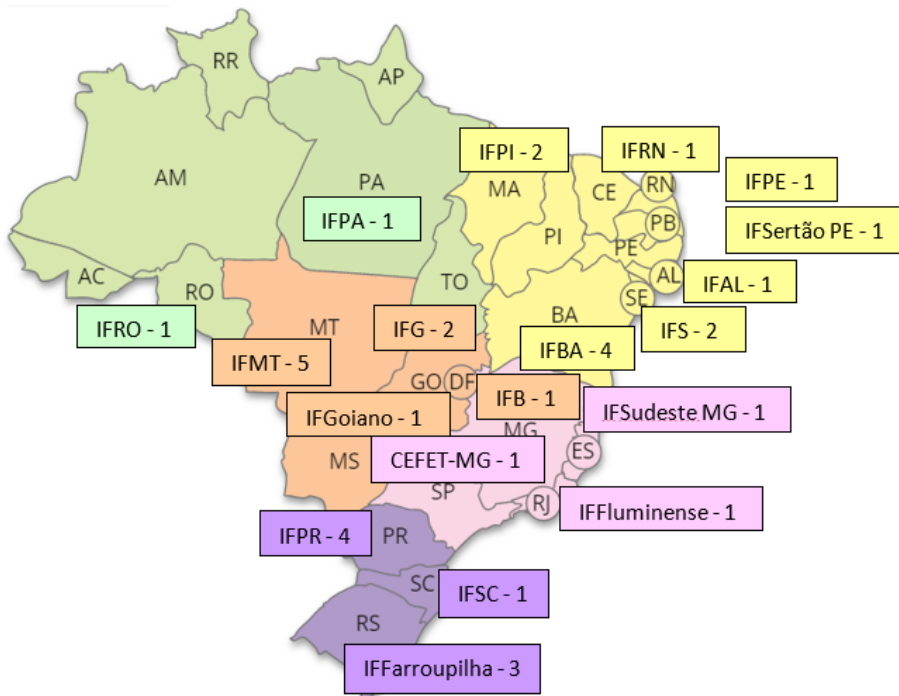 RR
AP
IFPI - 2
IFRN - 1
AM
PA
MA
CE
RN
IFPE - 1
IFPA - 1
PI
PB
IFSertão PE - 1
PE
AC
RO
TO
AL
IFAL - 1
SE
IFRO - 1
MT
IFG - 2
BA
IFS - 2
IFMT - 5
IFBA - 4
GO
DF
IFB - 1
IFSudeste MG - 1
IFGoiano - 1
MG
MS
CEFET-MG - 1
ES
SP
RJ
IFFluminense - 1
IFPR - 4
PR
SC
IFSC - 1
RS
IFFarroupilha - 3